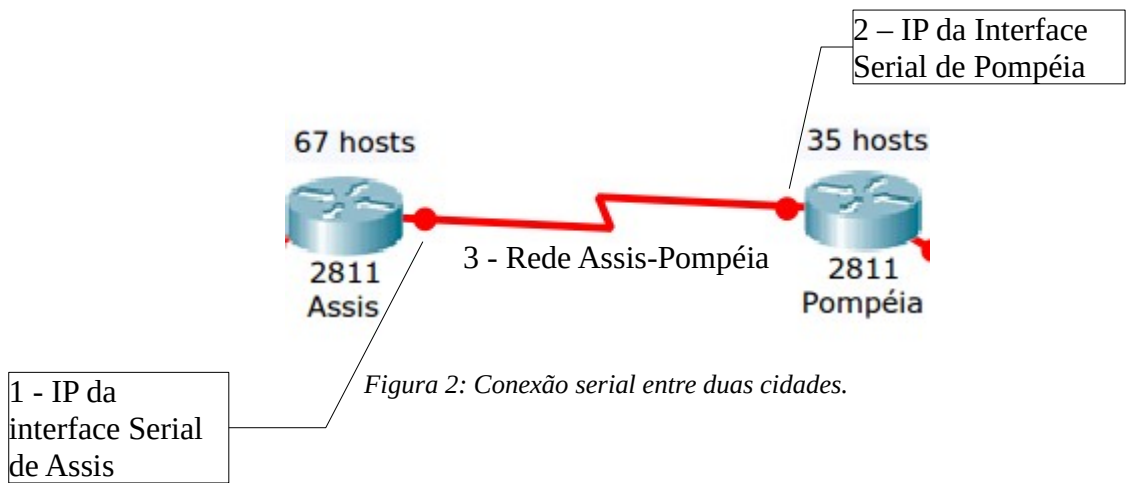 2 – IP da Interface
Serial de Pompéia
67 hosts
35 hosts
3 - Rede Assis-Pompéia
2811
Assis
2811
Pompéia
1 - IP da
interface Serial
de Assis
Figura 2: Conexão serial entre duas cidades.